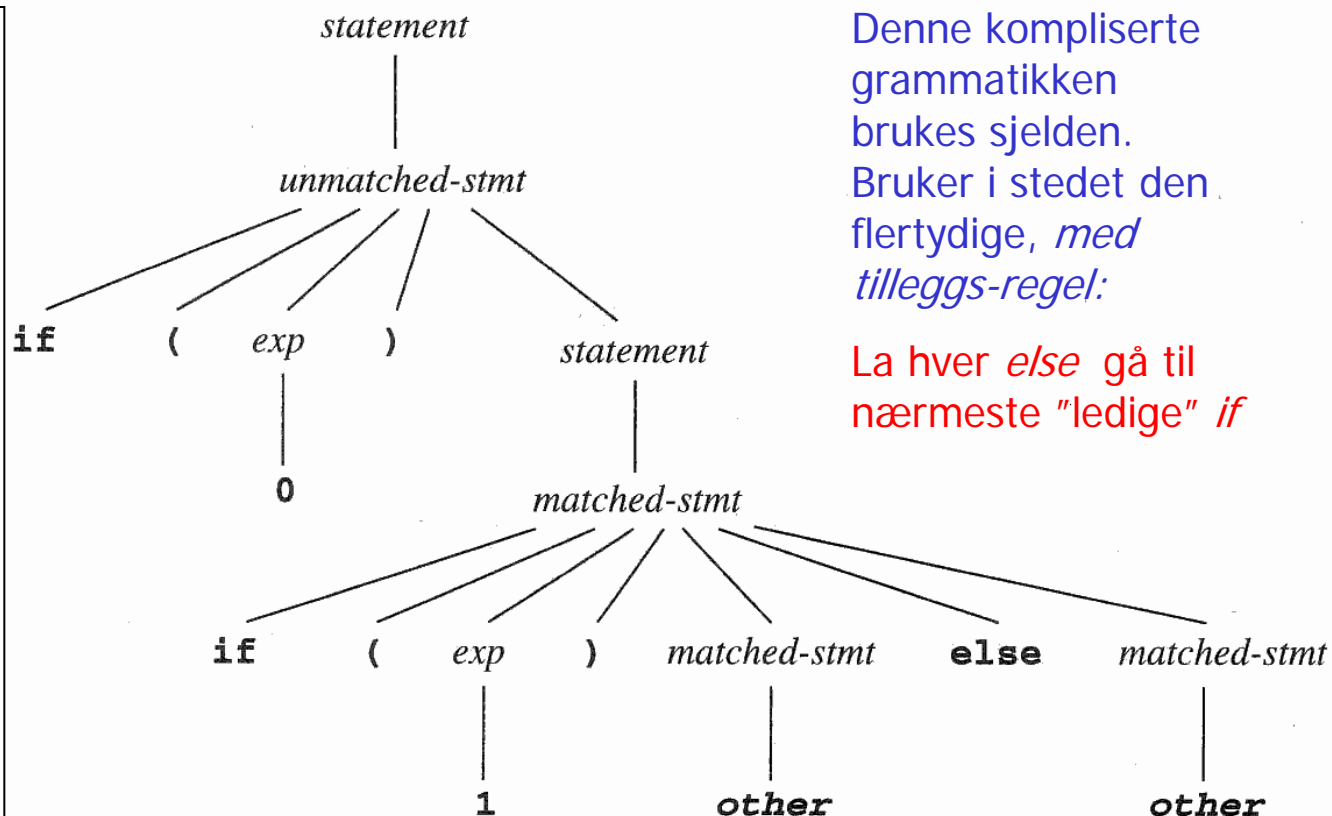 statement
Denne kompliserte
grammatikken
brukes sjelden.
Bruker i stedet den
flertydige, med
tilleggs-regel:
La hver else gå til
nærmeste "ledige" if
unmatched-stmt
if ( exp ) statement
0
matched-stmt
if ( exp ) matched-stmt else matched-stmt
1 other other